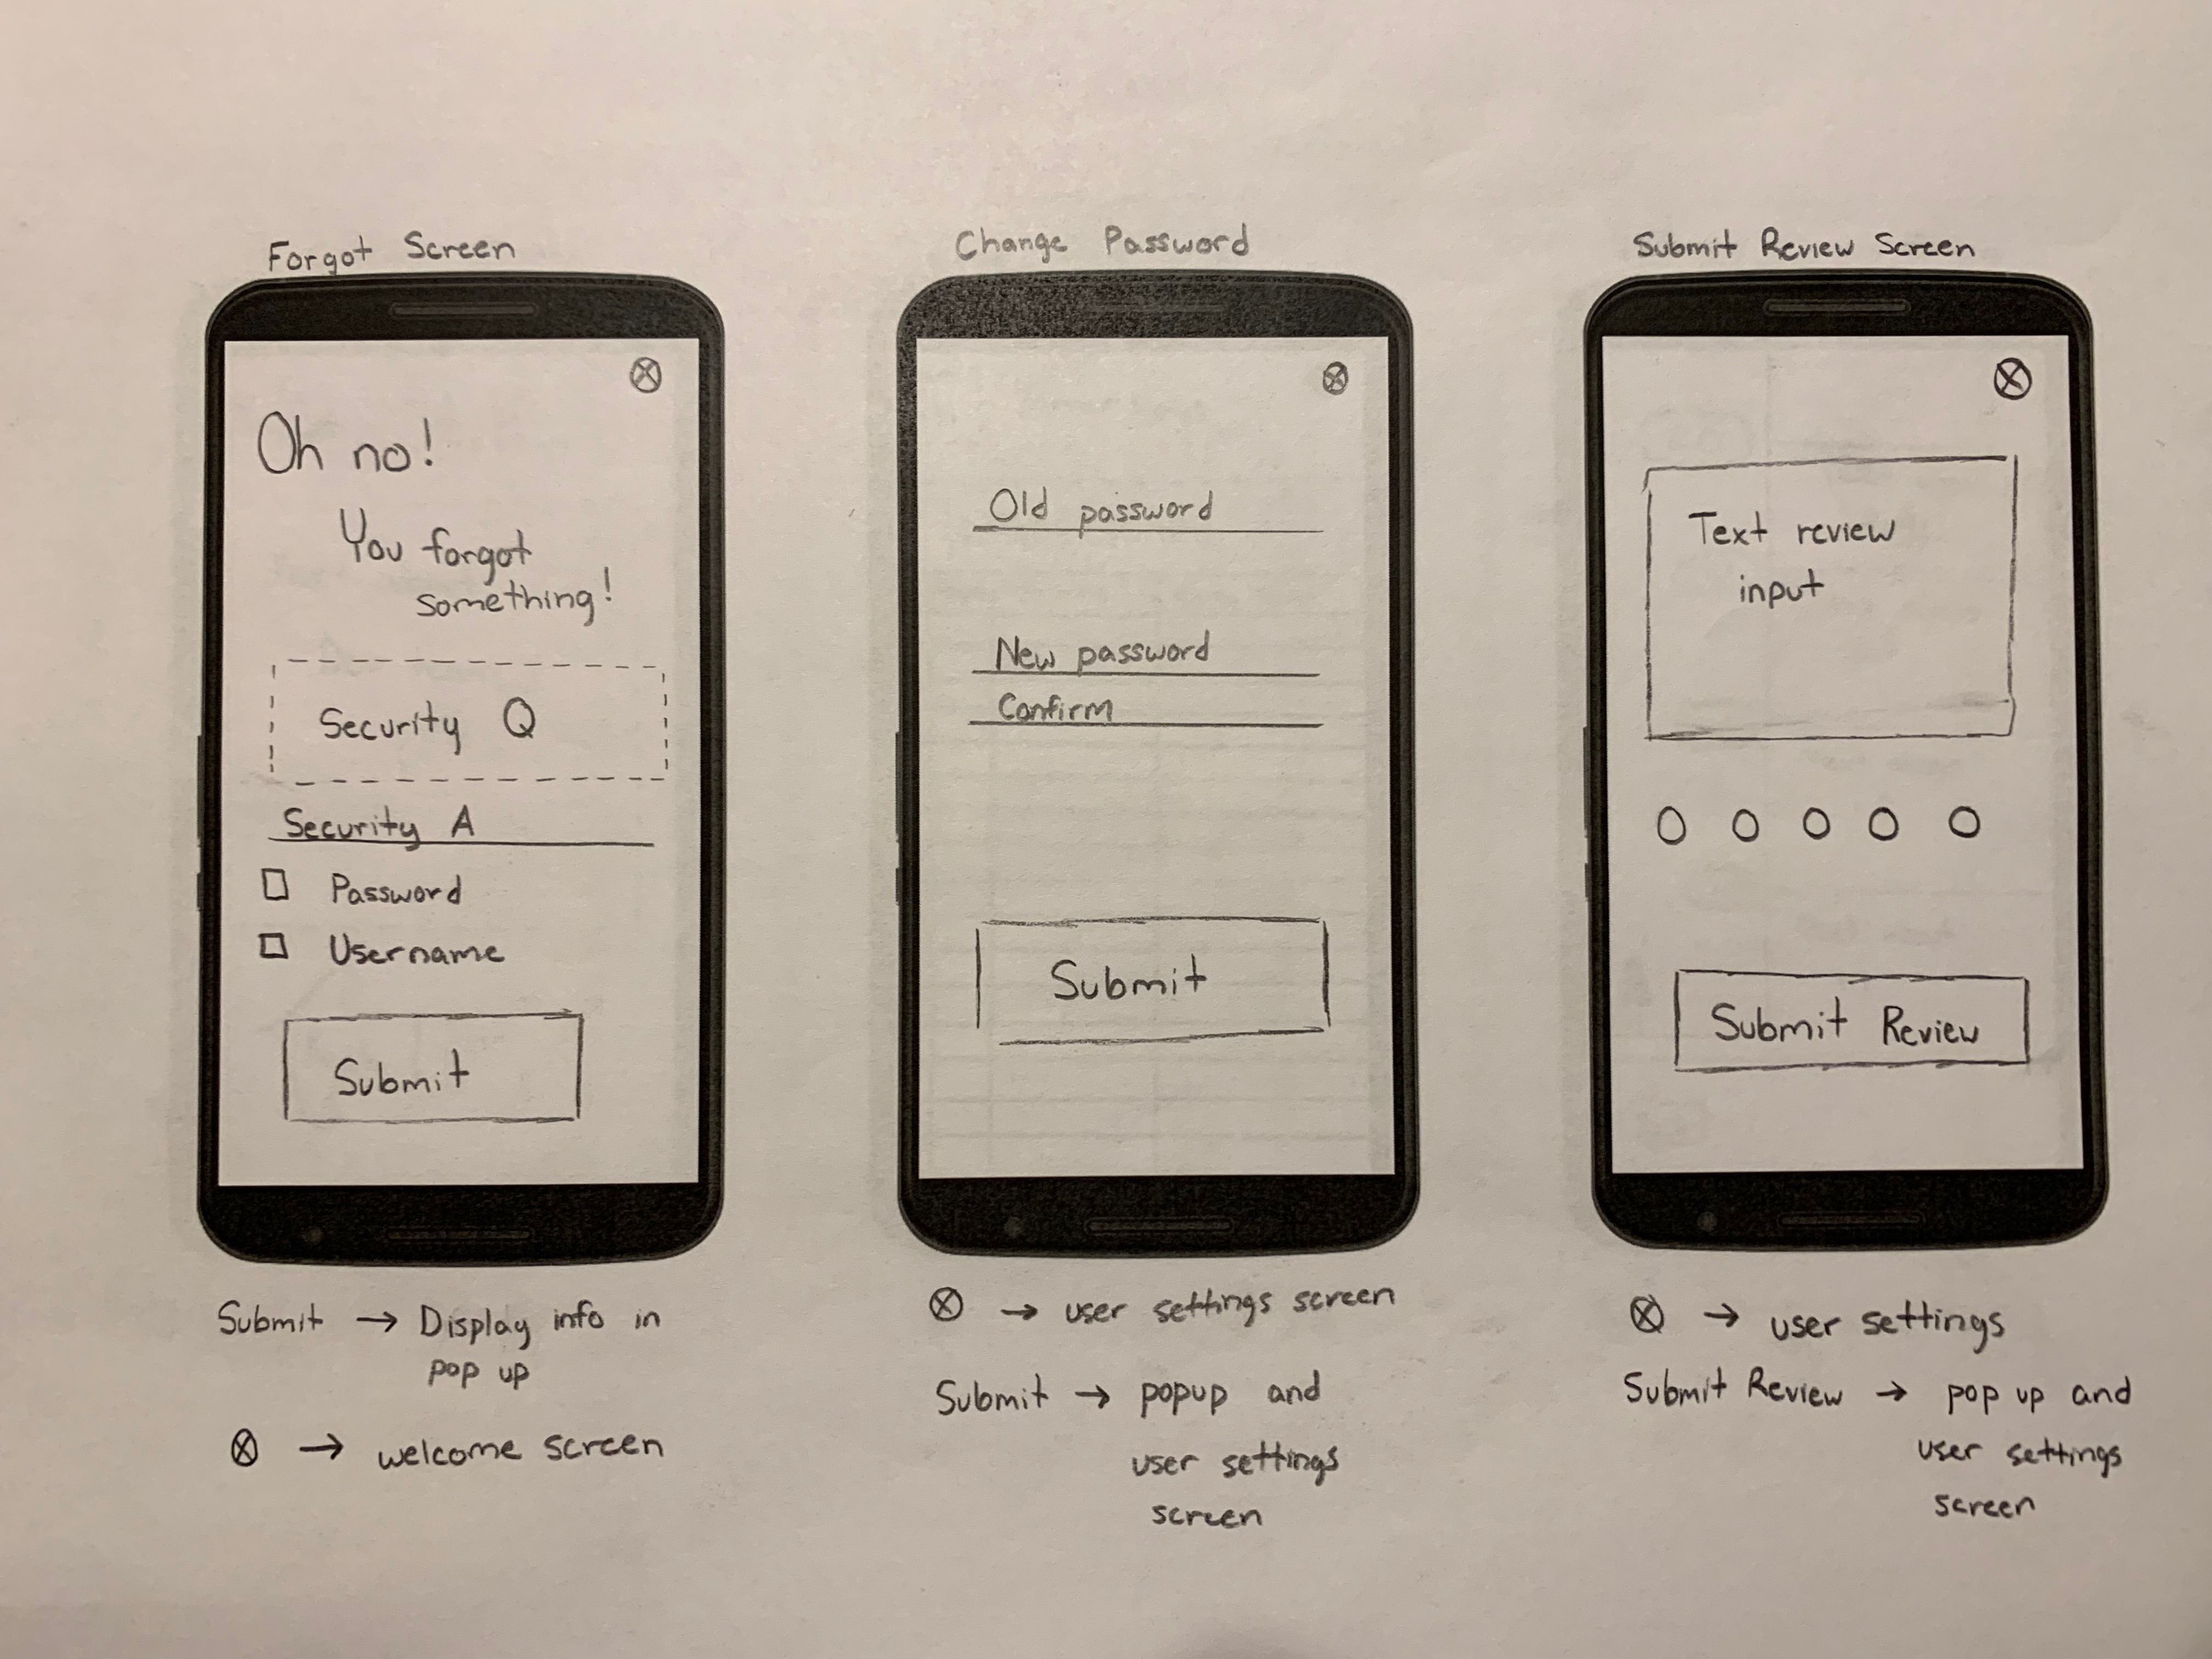 Forgot Screen
⊗
Oh no!
You forgot
something!
Security Q
Security A
☐ Password
☐ Username
Submit
Submit → Display info in
pop up
⊗ → welcome screen
Change Password
⊗
Old password
New password
Confirm
Submit
⊗ → user settings screen
Submit → popup and
user settings
screen
Submit Review Screen
⊗
Text review
input
Submit Review
⊗ → user settings
Submit Review → pop up and
user settings
screen